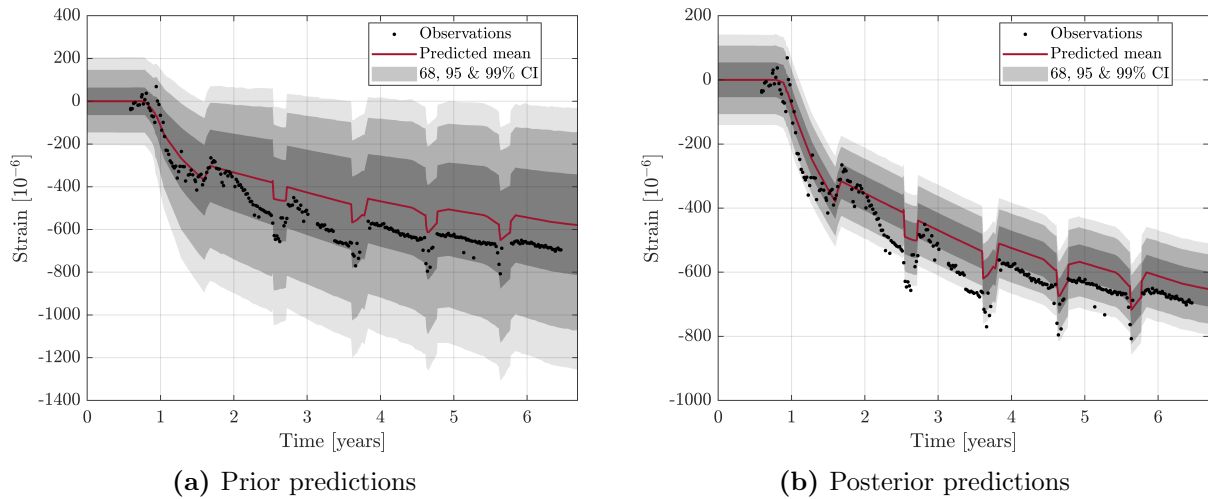 400
200
0
-200
-400
-600
-800
-1000
-1200
-1400
Strain [10⁻⁶]
0 1 2 3 4 5 6
Time [years]
Observations
Predicted mean
68, 95 & 99% CI
(a) Prior predictions
200
0
-200
-400
-600
-800
-1000
Strain [10⁻⁶]
0 1 2 3 4 5 6
Time [years]
Observations
Predicted mean
68, 95 & 99% CI
(b) Posterior predictions